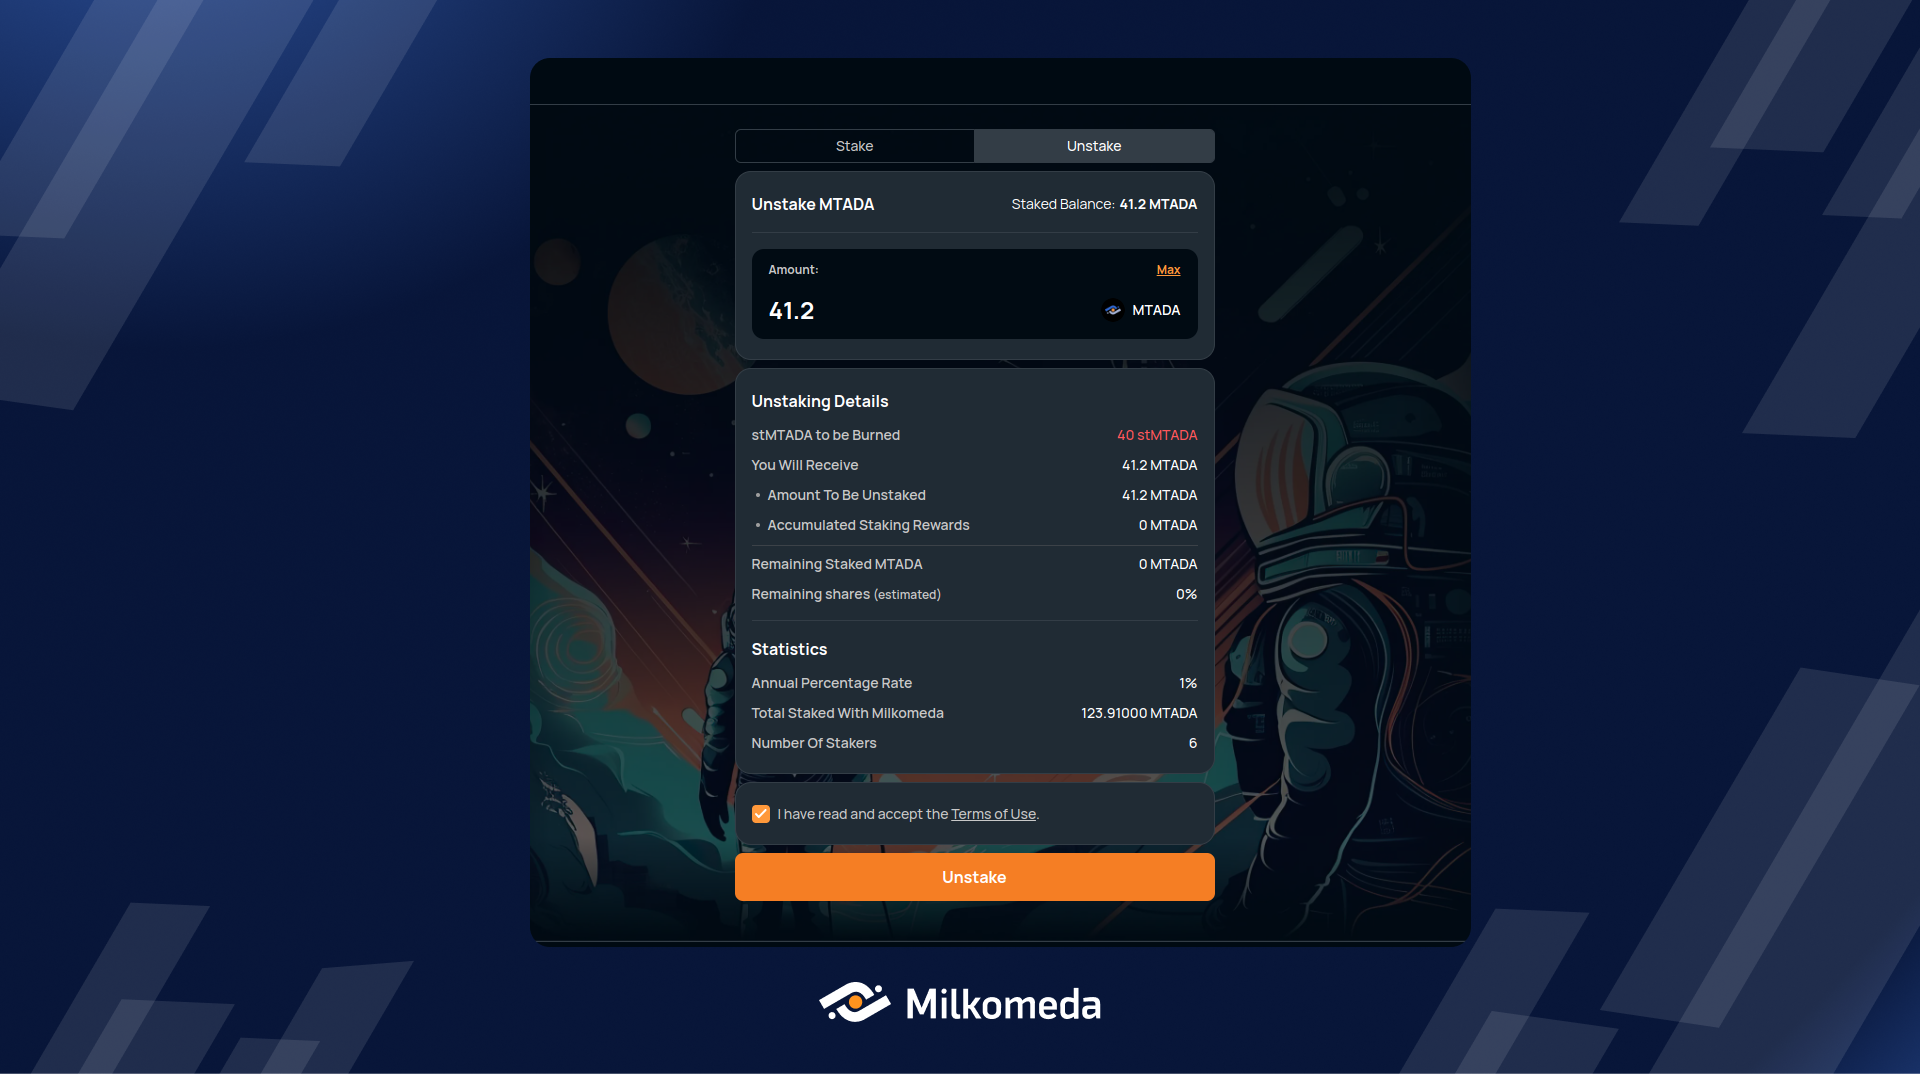 Stake Unstake
Unstake MTADA Staked Balance: 41.2 MTADA
Amount: Max
41.2 MTADA
Unstaking Details
stMTADA to be Burned 40 stMTADA
You Will Receive 41.2 MTADA
• Amount To Be Unstaked 41.2 MTADA
• Accumulated Staking Rewards 0 MTADA
Remaining Staked MTADA 0 MTADA
Remaining shares (estimated) 0%
Statistics
Annual Percentage Rate 1%
Total Staked With Milkomeda 123.91000 MTADA
Number Of Stakers 6
I have read and accept the Terms of Use.
Unstake
Milkomeda